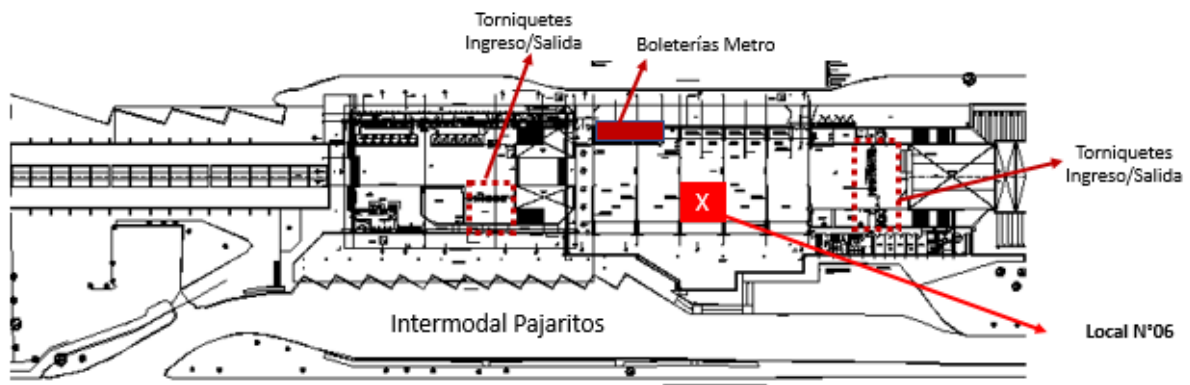 Torniquetes
Ingreso/Salida
Boleterías Metro
Torniquetes
Ingreso/Salida
X
Intermodal Pajaritos
Local N°06